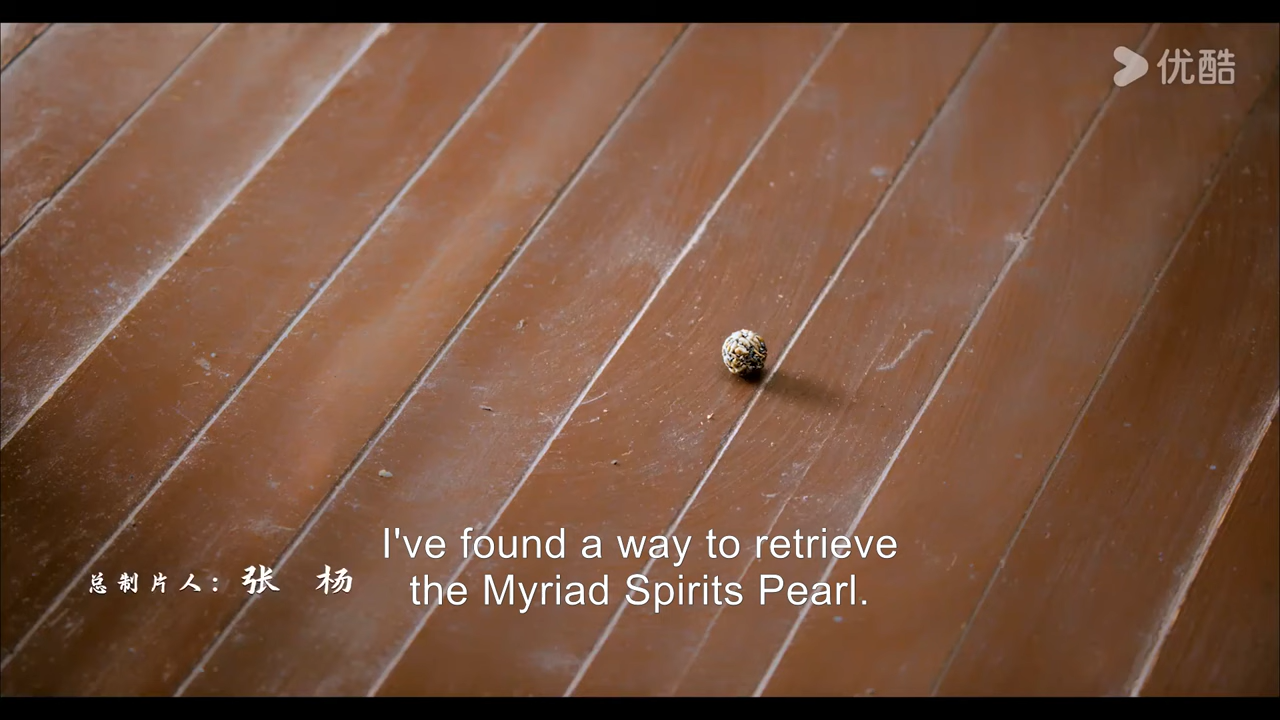 优酷
I've found a way to retrieve
the Myriad Spirits Pearl.
总制片人：张 杨